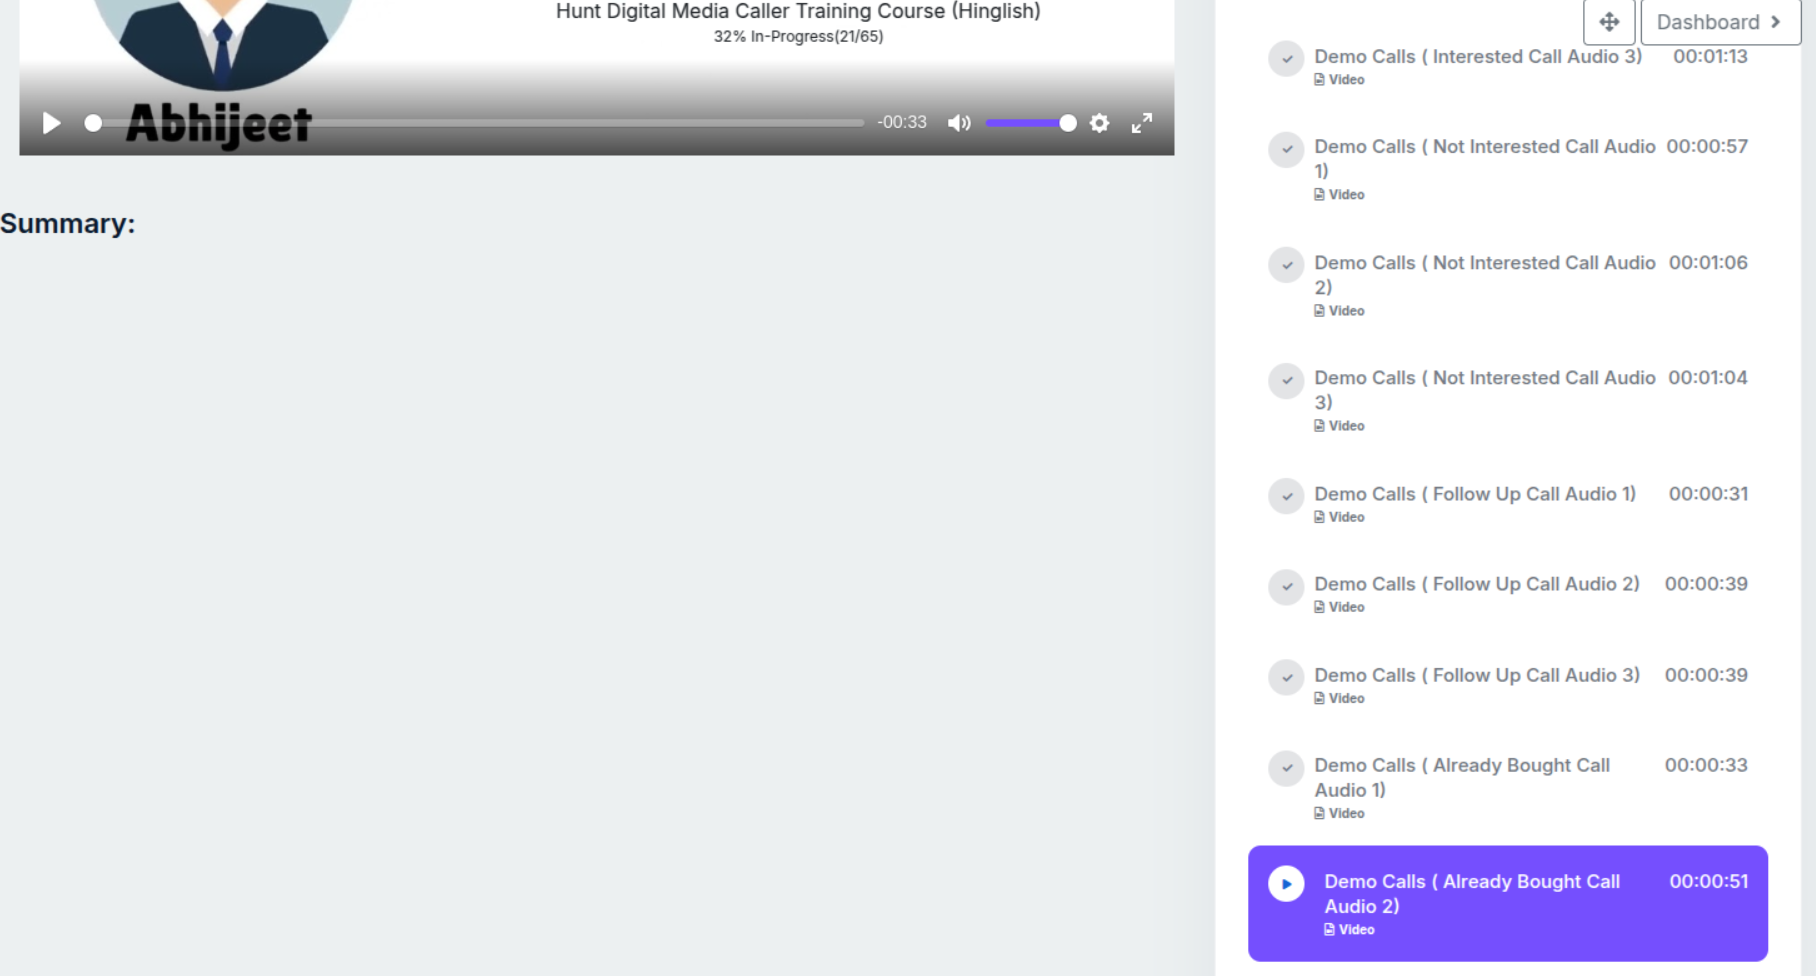 Hunt Digital Media Caller Training Course (Hinglish)
32% In-Progress(21/65)
Abhijeet
-00:33
Summary:
Dashboard
Demo Calls ( Interested Call Audio 3) 00:01:13
Video
Demo Calls ( Not Interested Call Audio 00:00:57
1)
Video
Demo Calls ( Not Interested Call Audio 00:01:06
2)
Video
Demo Calls ( Not Interested Call Audio 00:01:04
3)
Video
Demo Calls ( Follow Up Call Audio 1) 00:00:31
Video
Demo Calls ( Follow Up Call Audio 2) 00:00:39
Video
Demo Calls ( Follow Up Call Audio 3) 00:00:39
Video
Demo Calls ( Already Bought Call 00:00:33
Audio 1)
Video
Demo Calls ( Already Bought Call 00:00:51
Audio 2)
Video